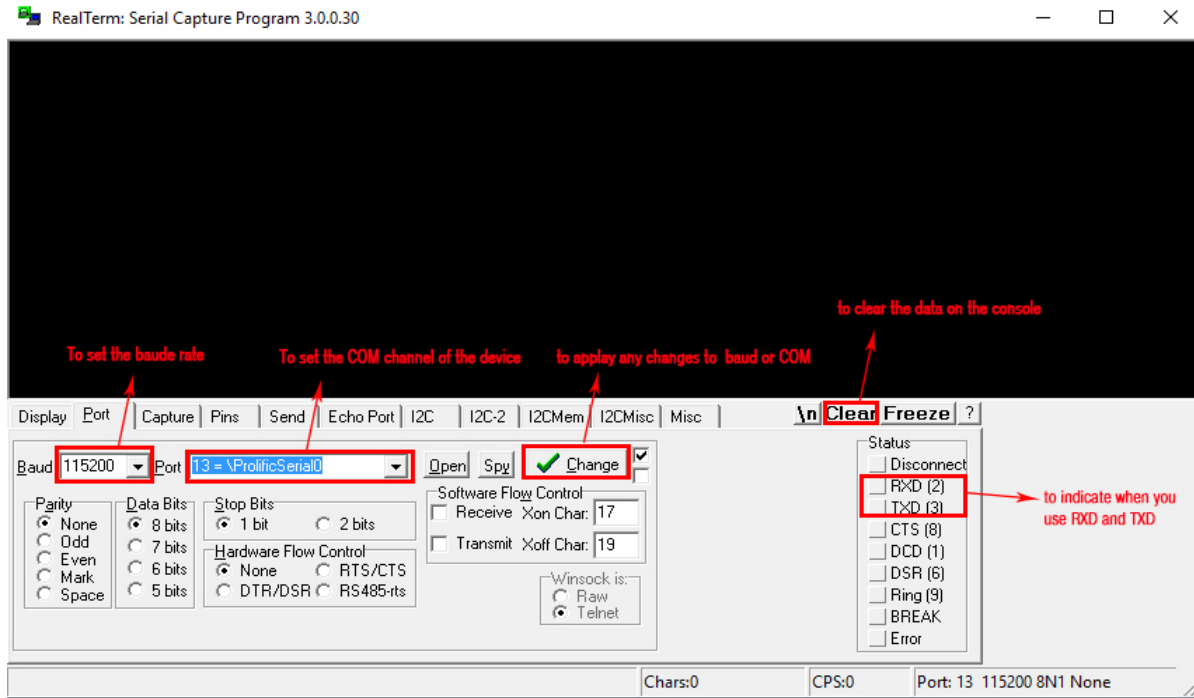 RealTerm: Serial Capture Program 3.0.0.30
to clear the data on the console
To set the baude rate
To set the COM channel of the device
to applay any changes to baud or COM
Display Port Capture Pins Send Echo Port I2C I2C-2 I2CMem I2CMisc Misc \n Clear Freeze ?
Baud 115200 Port 13 = \ProlificSerial0 Open Spy Change
Parity
None
Odd
Even
Mark
Space
Data Bits
8 bits
7 bits
6 bits
5 bits
Stop Bits
1 bit 2 bits
Hardware Flow Control
None RTS/CTS
DTR/DSR RS485-rts
Software Flow Control
Receive Xon Char: 17
Transmit Xoff Char: 19
Winsock is:
Raw
Telnet
Status
Disconnect
RXD (2)
TXD (3)
CTS (8)
DCD (1)
DSR (6)
Ring (9)
BREAK
Error
to indicate when you
use RXD and TXD
Chars:0 CPS:0 Port: 13 115200 8N1 None